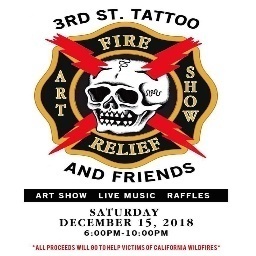 3RD ST. TATTOO
FIRE
ART
SHOW
RELIEF
AND FRIENDS
ART SHOW LIVE MUSIC RAFFLES
SATURDAY
DECEMBER 15, 2018
6:00PM-10:00PM
*ALL PROCEEDS WILL GO TO HELP VICTIMS OF CALIFORNIA WILDFIRES*